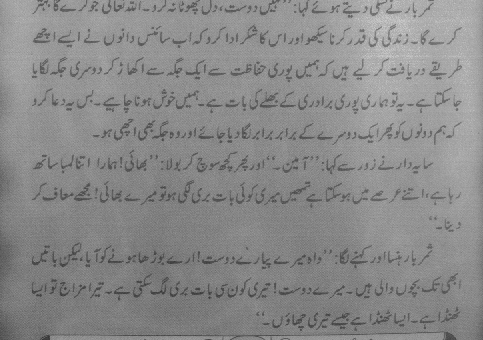 ثمر بار نے تسلی دیتے ہوئے کہا: ’’نہیں دوست، دل چھوٹا نہ کرو۔ اللہ تعالیٰ جو کرے گا بہتر
کرے گا۔ زندگی کی قدر کرنا سیکھو اور اس کا شکر ادا کرو کہ اب سائنس دانوں نے ایسے اچھے
طریقے دریافت کر لیے ہیں کہ ہمیں پوری حفاظت سے ایک جگہ سے اکھاڑ کر دوسری جگہ لگایا
جا سکتا ہے۔ یہ تو ہماری پوری برادری کے بھلے کی بات ہے۔ ہمیں خوش ہونا چاہیے۔ بس یہ دعا کرو
کہ ہم دونوں کو پھر ایک دوسرے کے برابر برابر لگا دیا جائے اور وہ جگہ بھی اچھی ہو۔
سایہ دار نے زور سے کہا: ’’آمین۔‘‘ اور پھر کچھ سوچ کر بولا: ’’بھائی! ہمارا اتنا لمبا ساتھ
رہا ہے، اتنے عرصے میں ہو سکتا ہے تمھیں میری کوئی بات بری لگی ہو تو میرے بھائی! مجھے معاف کر
دینا۔‘‘
ثمر بار ہنسا اور کہنے لگا: ’’واہ میرے پیارے دوست! ارے بوڑھا ہونے کو آیا، لیکن باتیں
ابھی تک بچوں والی ہیں۔ میرے دوست! تیری کون سی بات بری لگ سکتی ہے۔ تیرا مزاج تو ایسا
ٹھنڈا ہے۔ ایسا ٹھنڈا ہے جیسے تیری چھاؤں۔‘‘